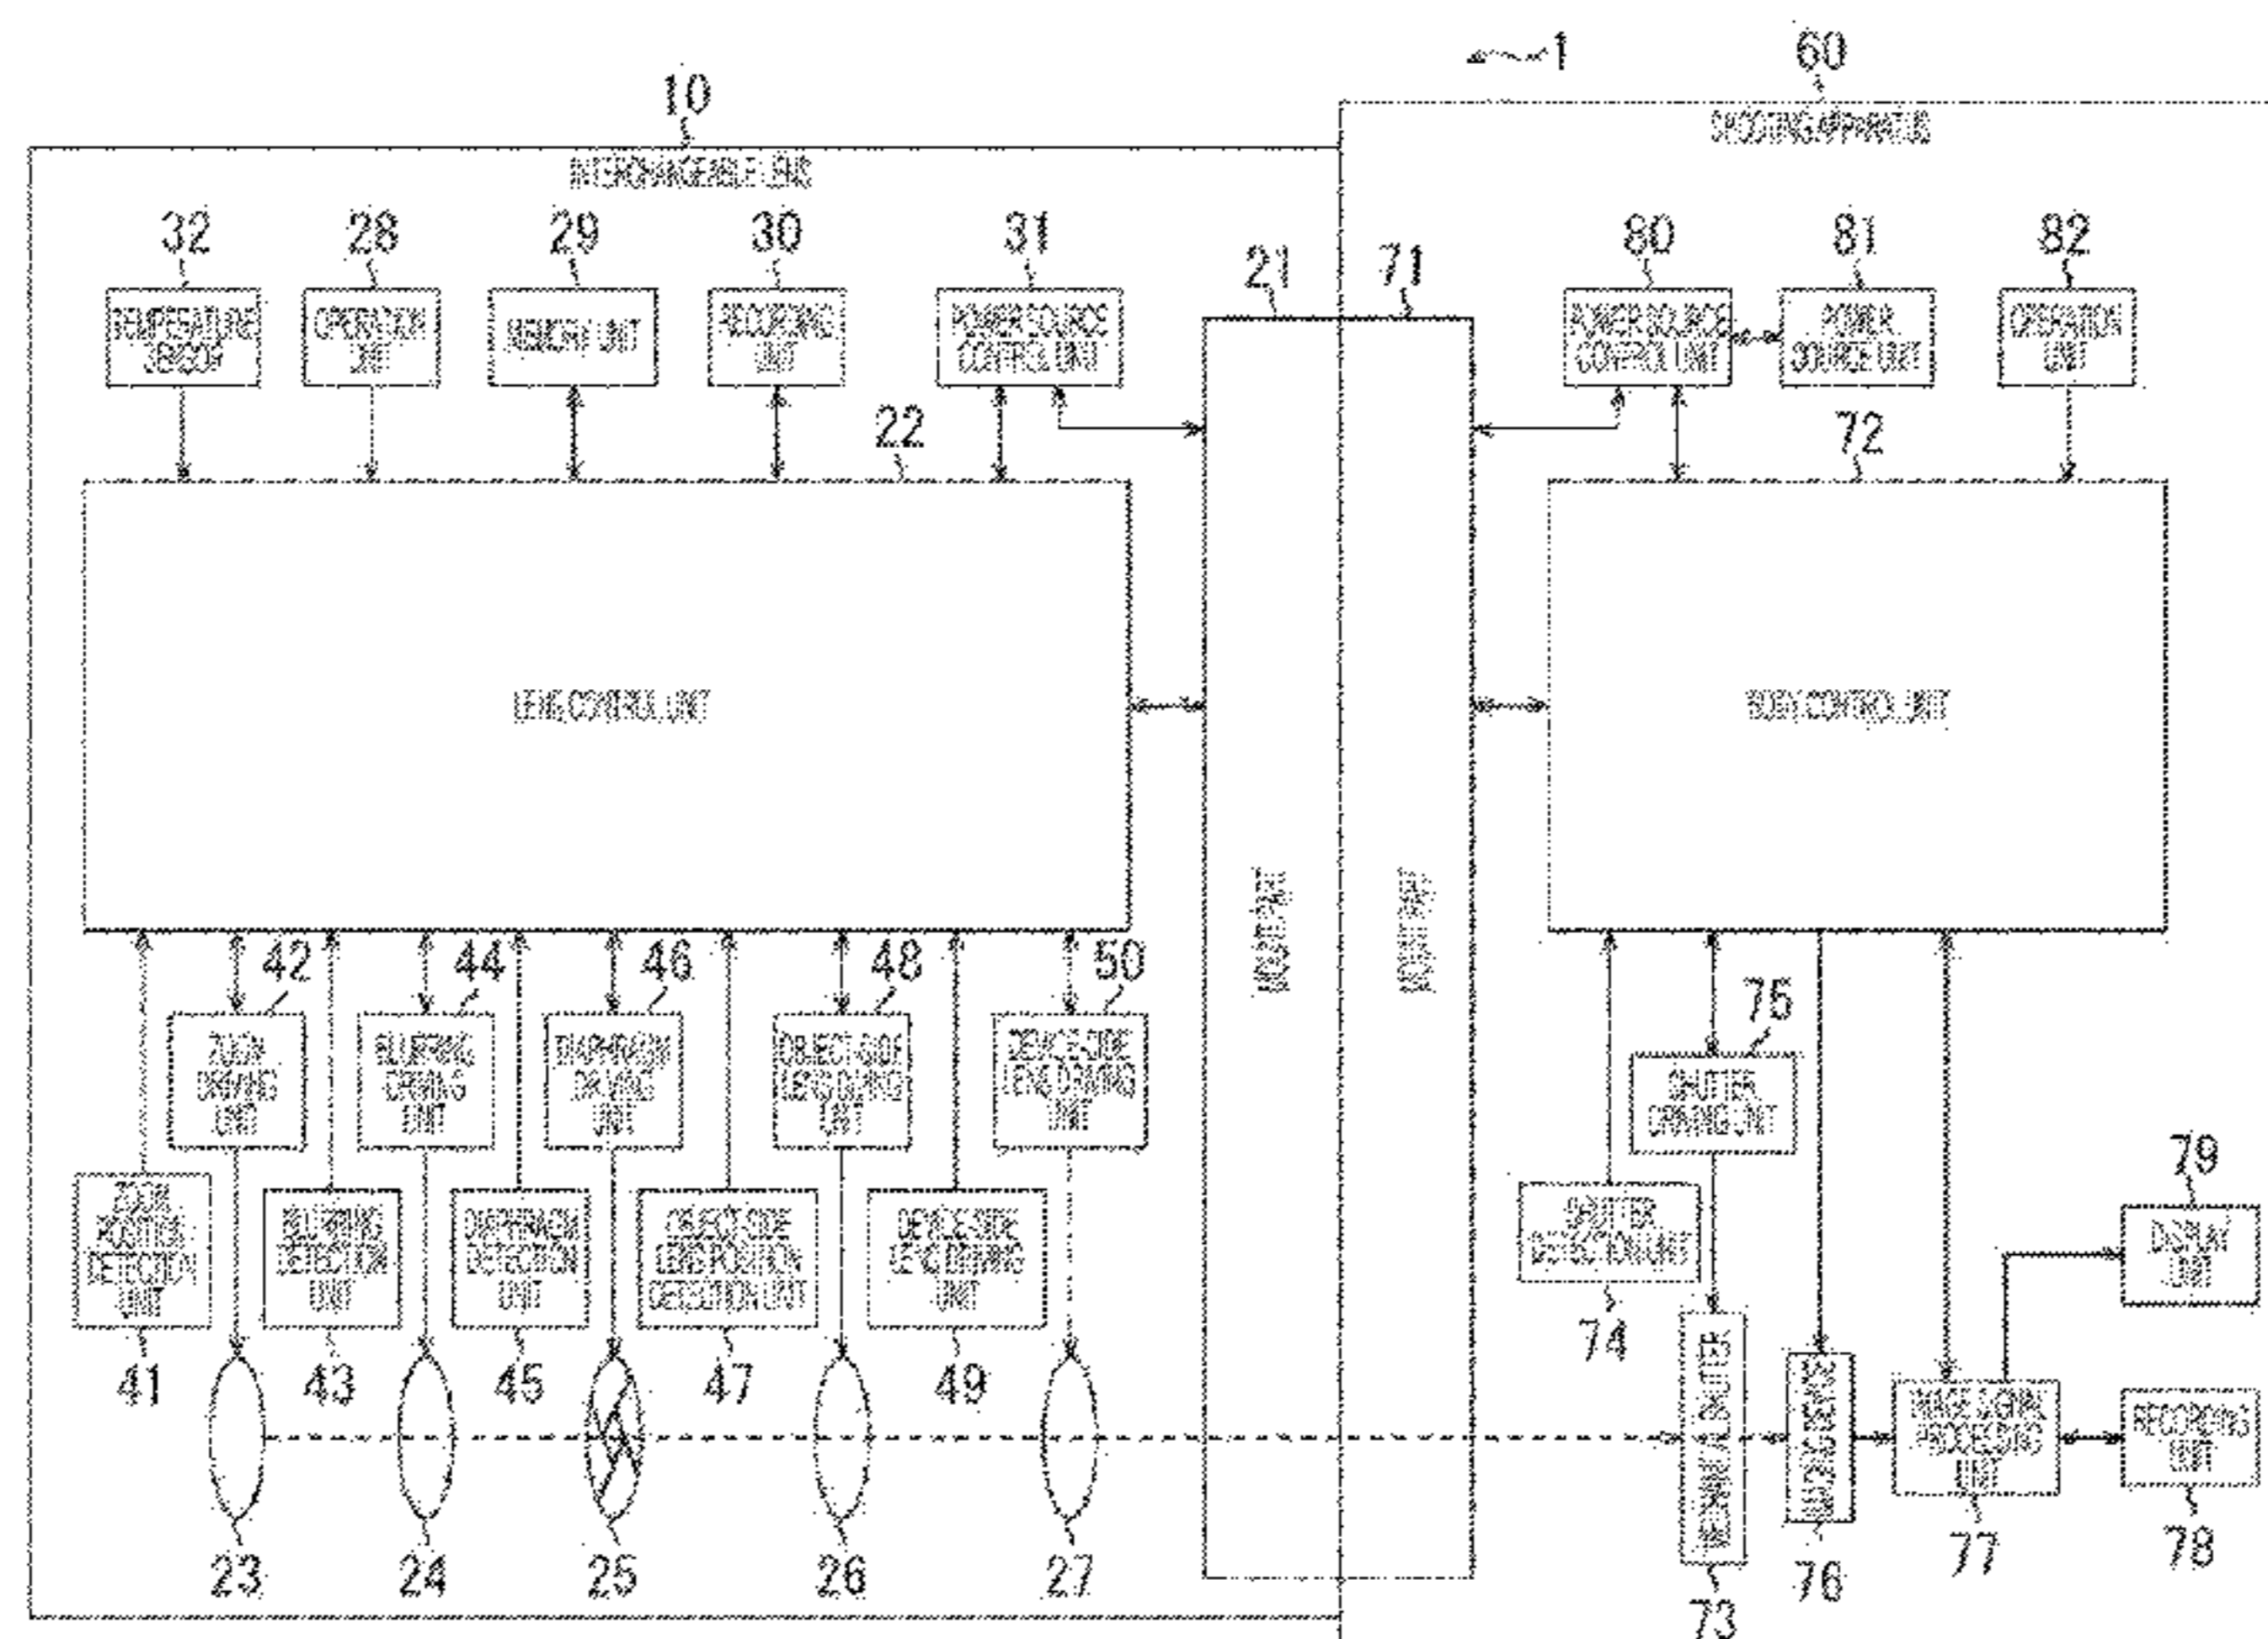 1
60
10
SHOOTING APPARATUS
INTERCHANGEABLE LENS
32
28
29
30
31
21
71
80
81
82
TEMPERATURE
SENSOR
OPERATION
UNIT
MEMORY UNIT
RECORDING
UNIT
POWER SOURCE
CONTROL UNIT
POWER SOURCE
CONTROL UNIT
POWER
SOURCE UNIT
OPERATION
UNIT
22
72
LENS CONTROL UNIT
BODY CONTROL UNIT
MOUNT PART
MOUNT PART
42
44
46
48
50
75
ZOOM
DRIVING
UNIT
BLURRING
DRIVING
UNIT
DIAPHRAGM
DRIVING
UNIT
OBJECT-SIDE
LENS DRIVING
UNIT
DEVICE-SIDE
LENS DRIVING
UNIT
SHUTTER
DRIVING UNIT
79
ZOOM
POSITION
DETECTION
UNIT
BLURRING
DETECTION
UNIT
DIAPHRAGM
DETECTION
UNIT
OBJECT-SIDE
LENS POSITION
DETECTION UNIT
DEVICE-SIDE
LENS DRIVING
UNIT
SHUTTER
DETECTION UNIT
DISPLAY
UNIT
41
43
45
47
49
74
MECHANICAL SHUTTER
IMAGING DEVICE
IMAGE SIGNAL
PROCESSING
UNIT
RECORDING
UNIT
23
24
25
26
27
73
76
77
78